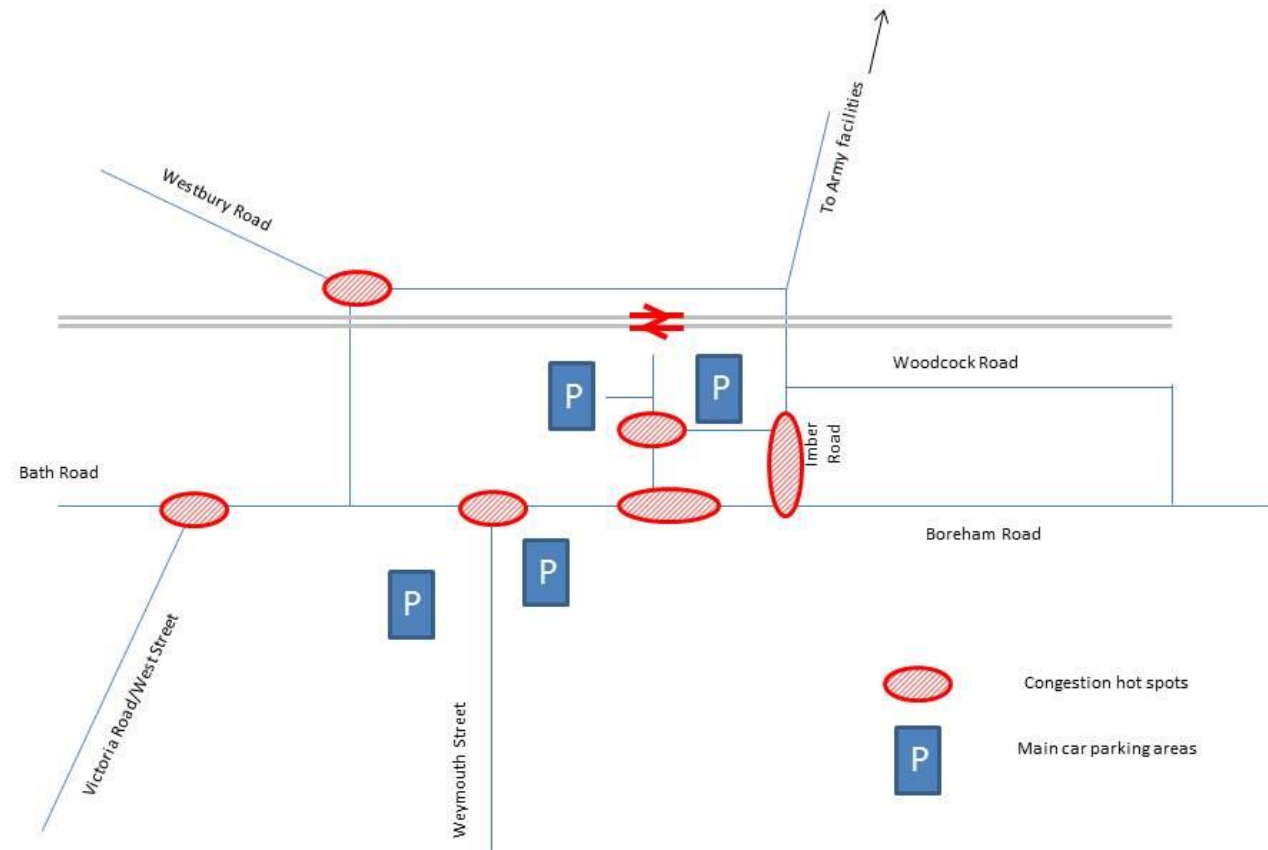 To Army facilities
Westbury Road
P
P
Woodcock Road
Imber
Road
Bath Road
Boreham Road
P
P
Victoria Road/West Street
Weymouth Street
Congestion hot spots
P
Main car parking areas